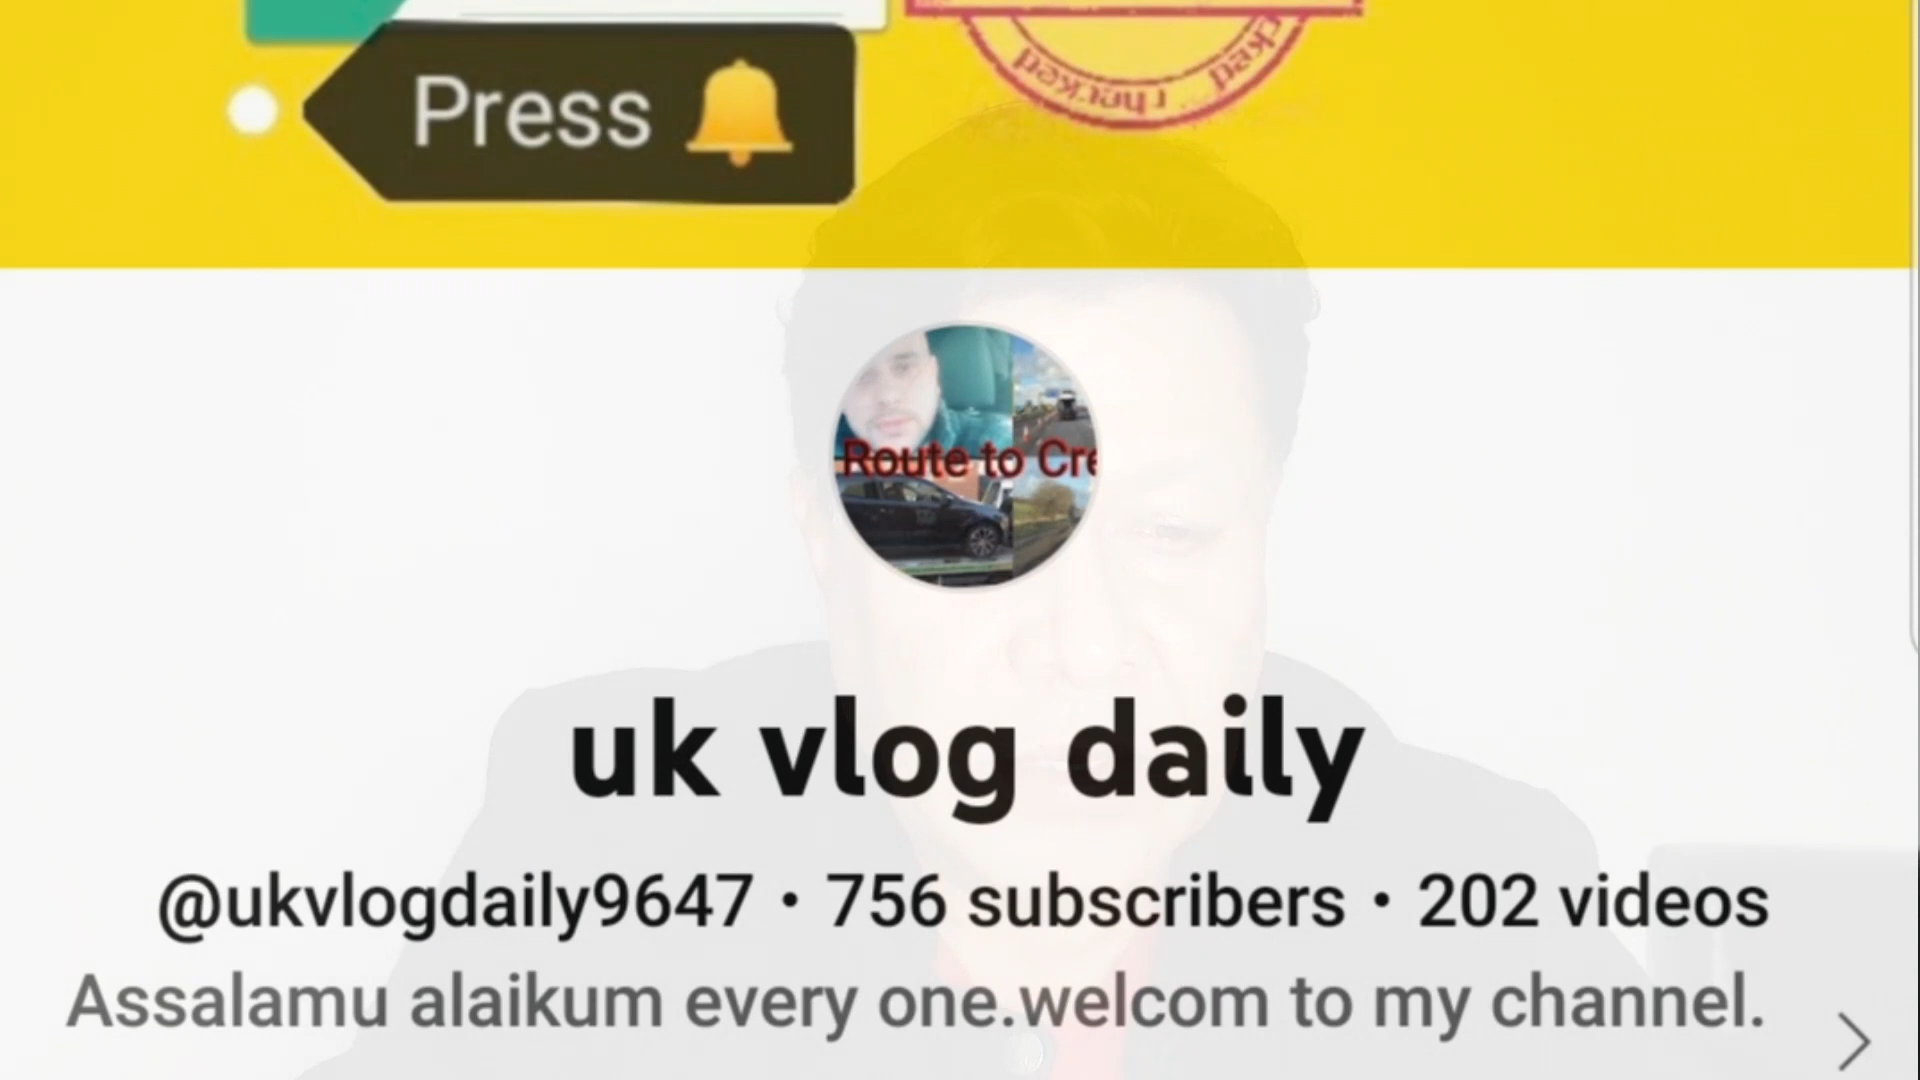 Press
checked
Route to Cre
uk vlog daily
@ukvlogdaily9647 • 756 subscribers • 202 videos
Assalamu alaikum every one.welcom to my channel.